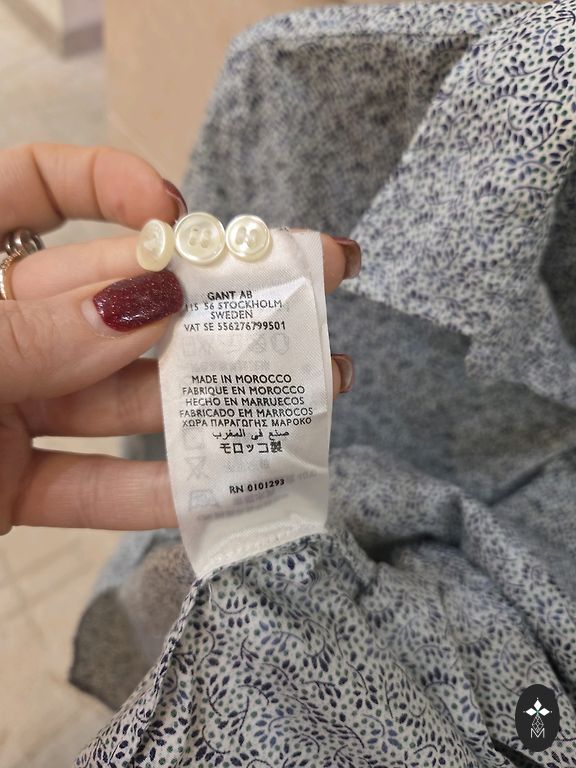 GANT AB
115 56 STOCKHOLM
SWEDEN
VAT SE 556276799501
MADE IN MOROCCO
FABRIQUE EN MOROCCO
HECHO EN MARRUECOS
FABRICADO EM MARROCOS
ΧΩΡΑ ΠΑΡΑΓΩΓΗΣ ΜΑΡΟΚΟ
صنع في المغرب
モロッコ製
RN 0101293